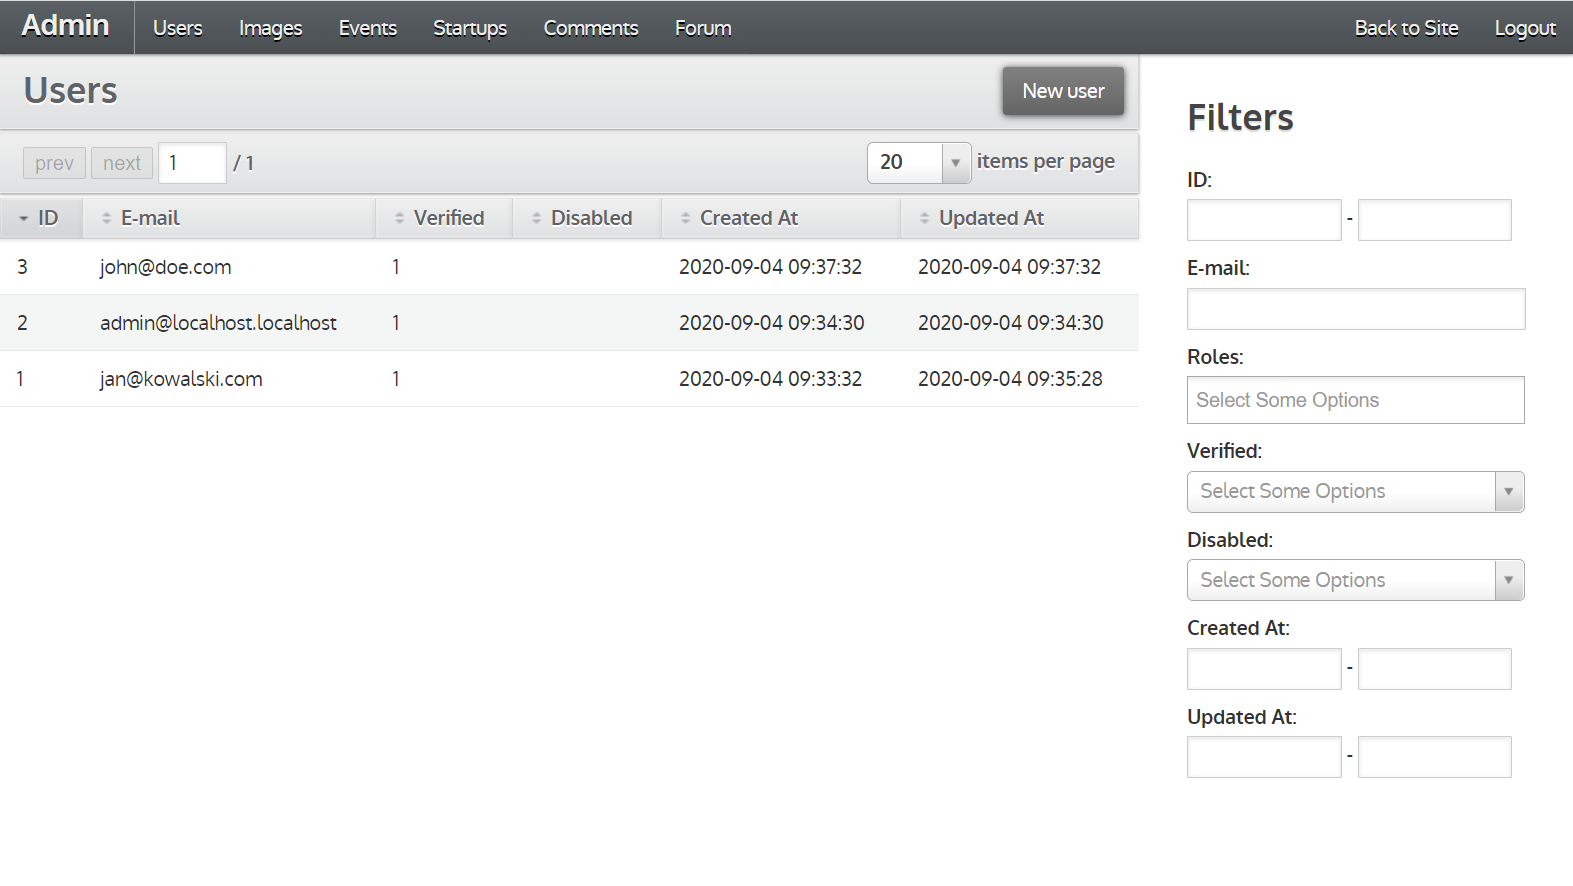 Admin Users Images Events Startups Comments Forum Back to Site Logout
Users New user
prev next 1 / 1 20 items per page
ID E-mail Verified Disabled Created At Updated At
3 john@doe.com 1 2020-09-04 09:37:32 2020-09-04 09:37:32
2 admin@localhost.localhost 1 2020-09-04 09:34:30 2020-09-04 09:34:30
1 jan@kowalski.com 1 2020-09-04 09:33:32 2020-09-04 09:35:28
Filters
ID:
-
E-mail:
Roles:
Select Some Options
Verified:
Select Some Options
Disabled:
Select Some Options
Created At:
-
Updated At:
-